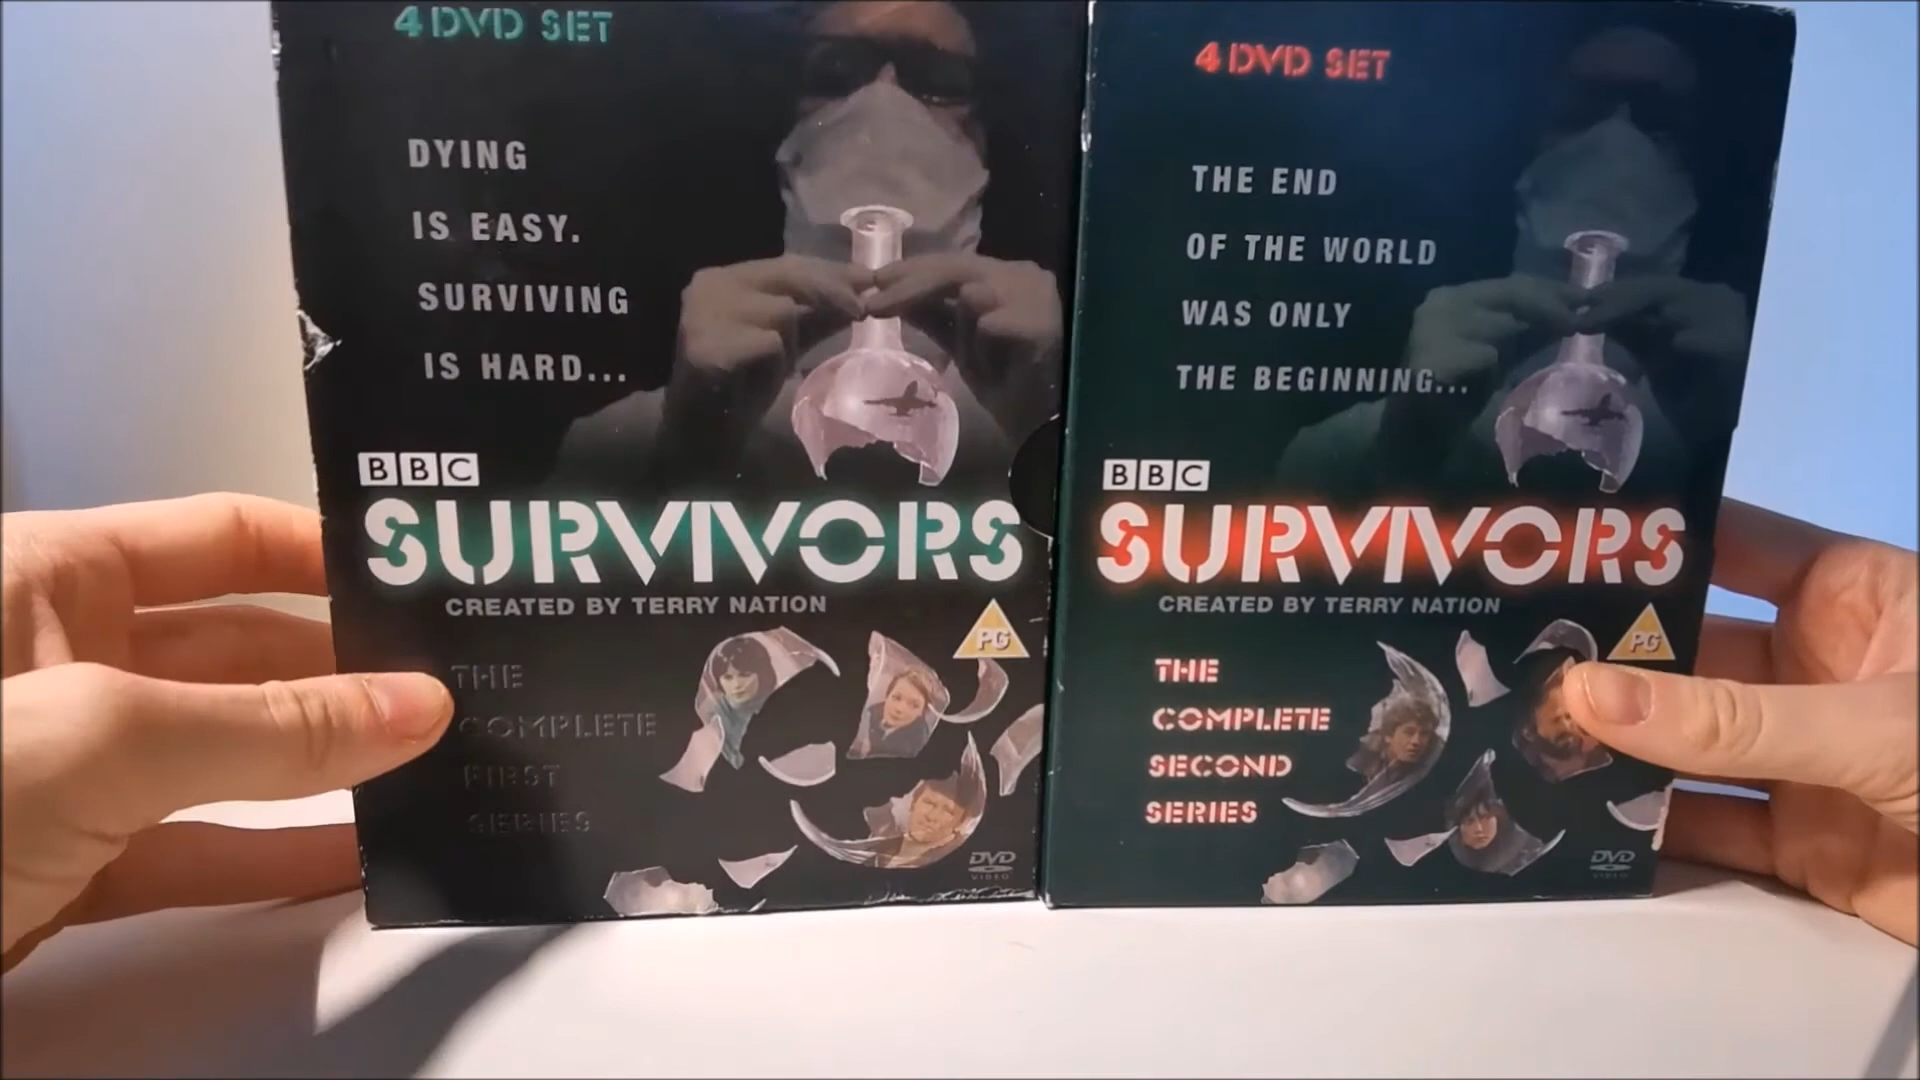 4 DVD SET
DYING
IS EASY.
SURVIVING
IS HARD...
BBC
SURVIVORS
CREATED BY TERRY NATION
PG
THE
COMPLETE
FIRST
SERIES
DVD
VIDEO
4 DVD SET
THE END
OF THE WORLD
WAS ONLY
THE BEGINNING...
BBC
SURVIVORS
CREATED BY TERRY NATION
PG
THE
COMPLETE
SECOND
SERIES
DVD
VIDEO